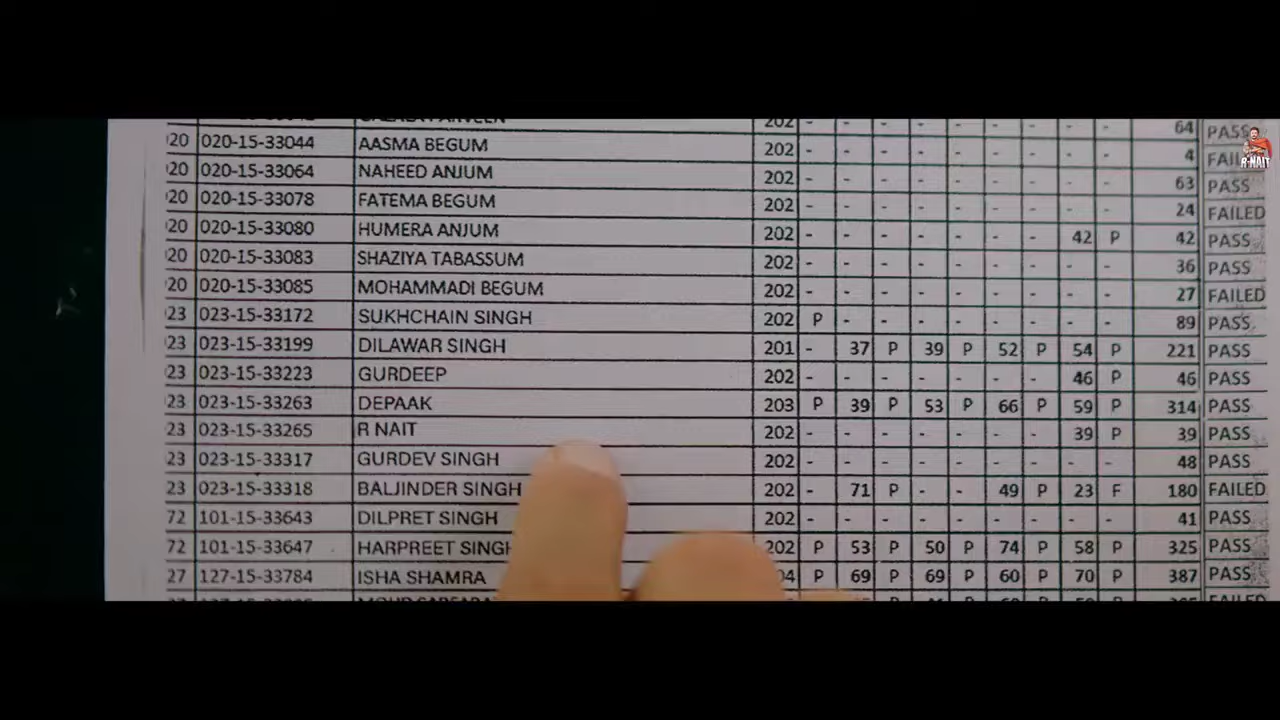 64 PASS
20 020-15-33044 AASMA BEGUM 202 - - - - - - - - - 4
20 020-15-33064 NAHEED ANJUM 202 - - - - - - - - - 63 PASS
20 020-15-33078 FATEMA BEGUM 202 - - - - - - - - - 24 FAILED
20 020-15-33080 HUMERA ANJUM 202 - - - - - - - 42 P 42 PASS
20 020-15-33083 SHAZIYA TABASSUM 202 - - - - - - - - - 36 PASS
20 020-15-33085 MOHAMMADI BEGUM 202 - - - - - - - - - 27 FAILED
23 023-15-33172 SUKHCHAIN SINGH 202 P - - - - - - - - 89 PASS
23 023-15-33199 DILAWAR SINGH 201 - 37 P 39 P 52 P 54 P 221 PASS
23 023-15-33223 GURDEEP 202 - - - - - - - 46 P 46 PASS
23 023-15-33263 DEPAAK 203 P 39 P 53 P 66 P 59 P 314 PASS
23 023-15-33265 R NAIT 202 - - - - - - - 39 P 39 PASS
23 023-15-33317 GURDEV SINGH 202 - - - - - - - - - 48 PASS
23 023-15-33318 BALJINDER SINGH 202 - 71 P - - 49 P 23 F 180 FAILED
72 101-15-33643 DILPRET SINGH 202 - - - - - - - - - 41 PASS
72 101-15-33647 HARPREET SINGH 202 P 53 P 50 P 74 P 58 P 325 PASS
27 127-15-33784 ISHA SHAMRA 04 P 69 P 69 P 60 P 70 P 387 PASS
R-NAIT